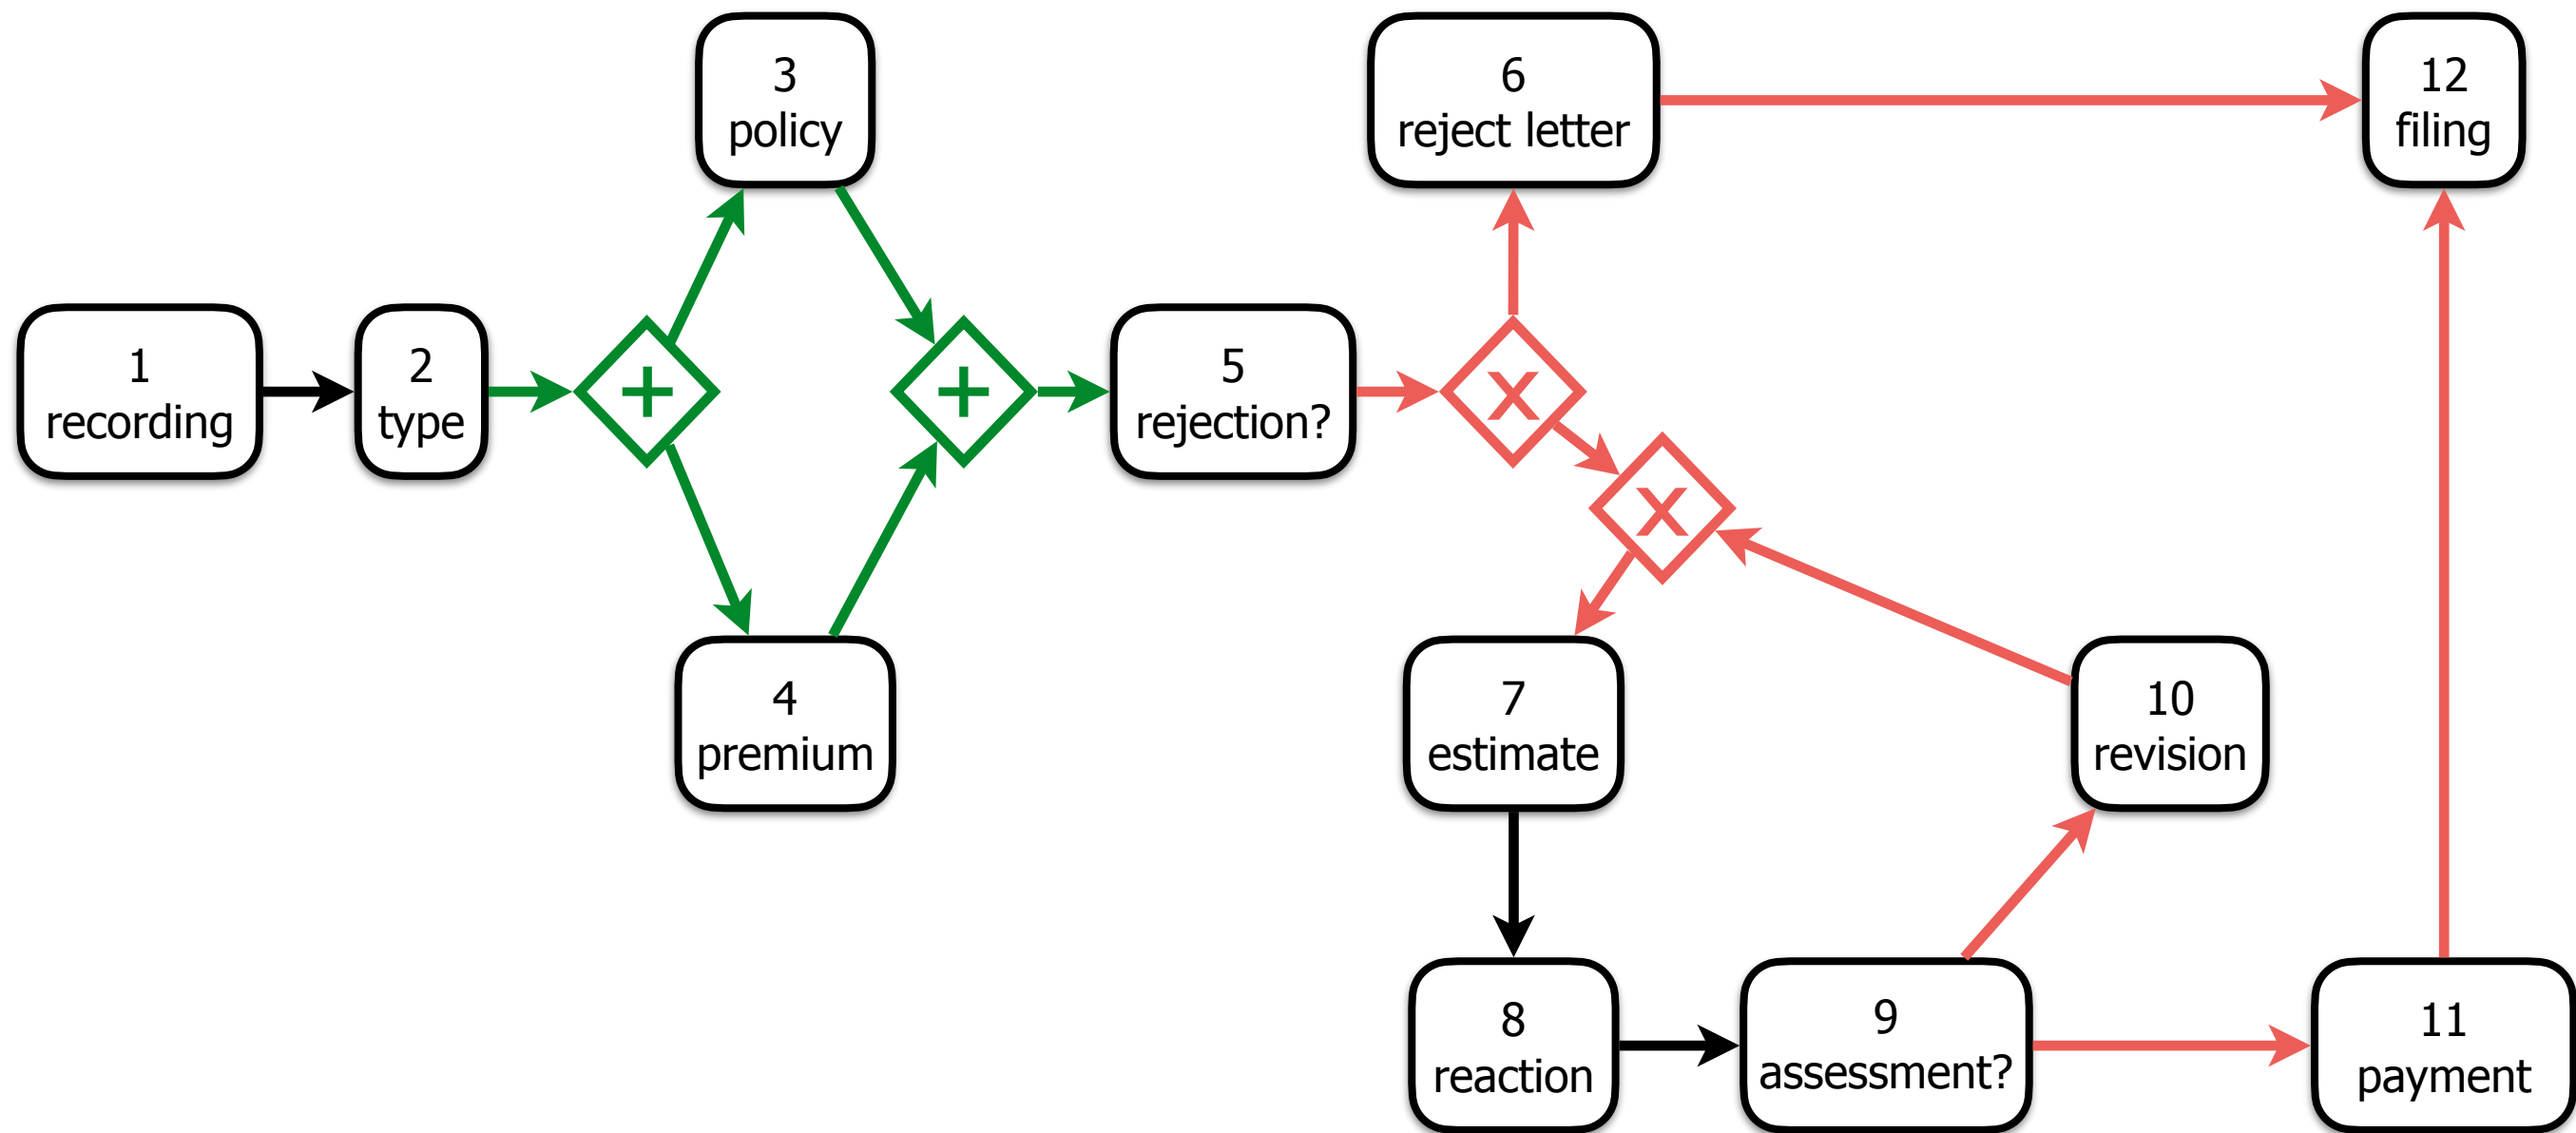 3
policy
6
reject letter
12
filing
1
recording
2
type
+
+
5
rejection?
X
X
4
premium
7
estimate
10
revision
8
reaction
9
assessment?
11
payment